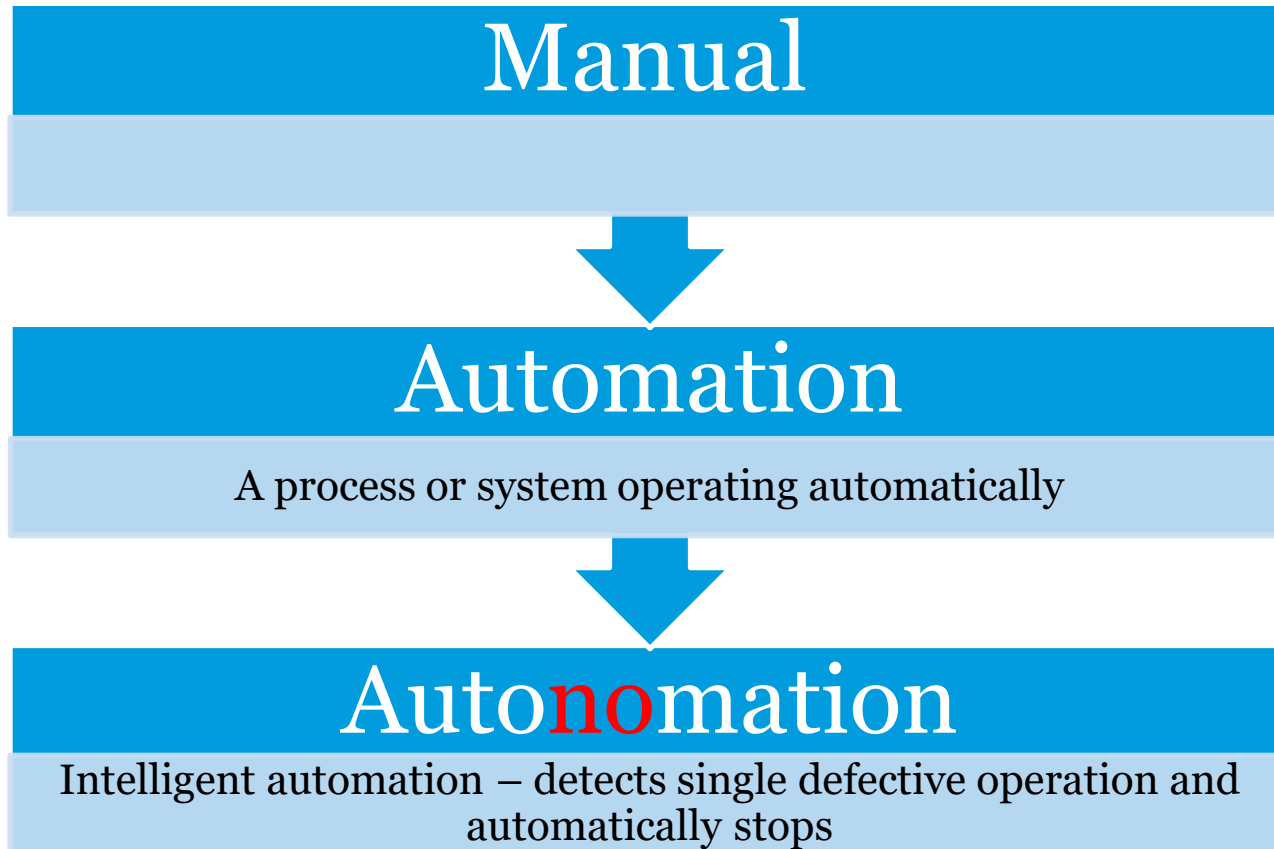 Manual
Automation
A process or system operating automatically
Autonomation
Intelligent automation – detects single defective operation and
automatically stops